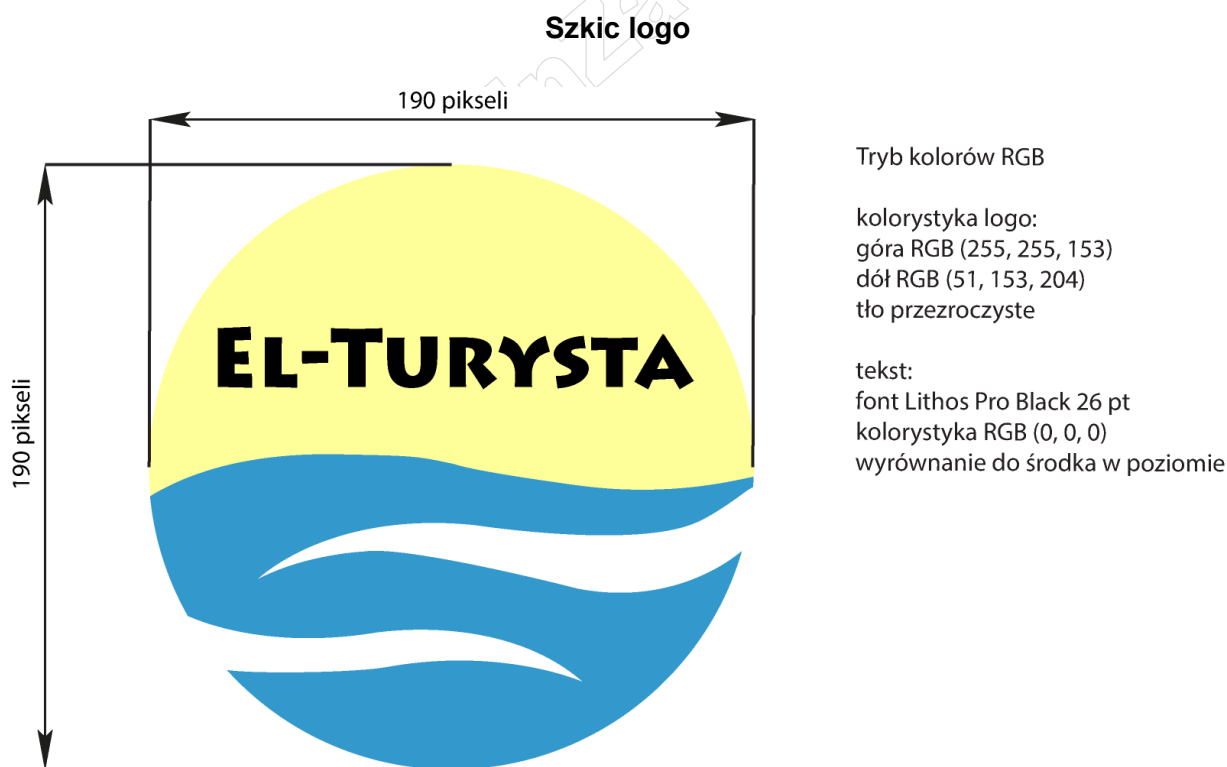 Szkic logo
190 pikseli
190 pikseli
EL-TURYSTA
Tryb kolorów RGB
kolorystyka logo:
góra RGB (255, 255, 153)
dół RGB (51, 153, 204)
tło przezroczyste
tekst:
font Lithos Pro Black 26 pt
kolorystyka RGB (0, 0, 0)
wyrównanie do środka w poziomie